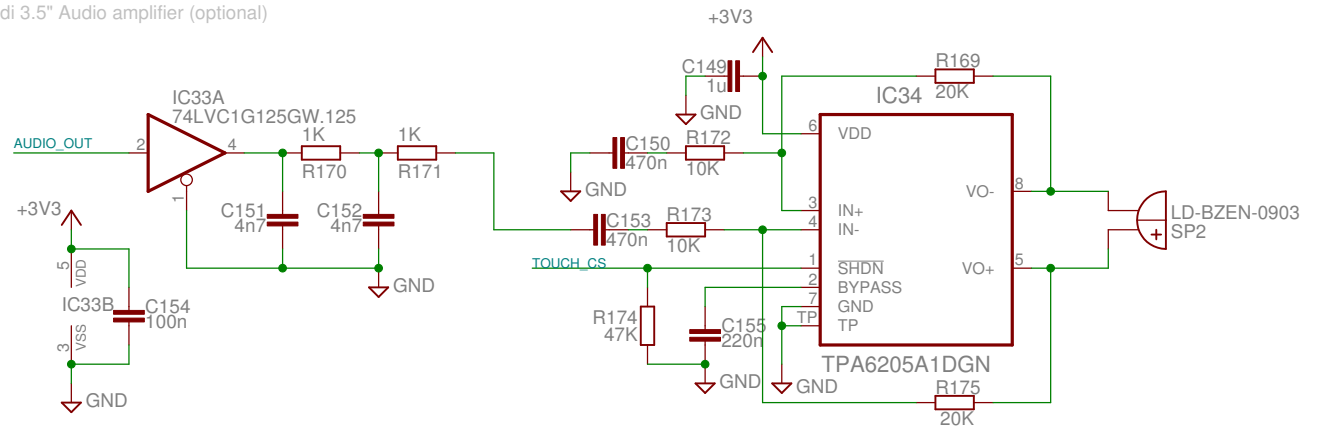 di 3.5" Audio amplifier (optional)
+3V3
C149
1u
GND
R169
20K
IC33A
74LVC1G125GW.125
AUDIO_OUT
2
4
1
1K
R170
1K
R171
C150
470n
GND
R172
10K
IC34
6
VDD
3
IN+
4
IN-
1
SHDN
2
BYPASS
7
GND
TP
TP
VO-
8
VO+
5
LD-BZEN-0903
SP2
TPA6205A1DGN
C151
4n7
C152
4n7
GND
C153
470n
R173
10K
TOUCH_CS
R174
47K
C155
220n
GND
GND
R175
20K
+3V3
5
VDD
IC33B
C154
100n
3
VSS
GND